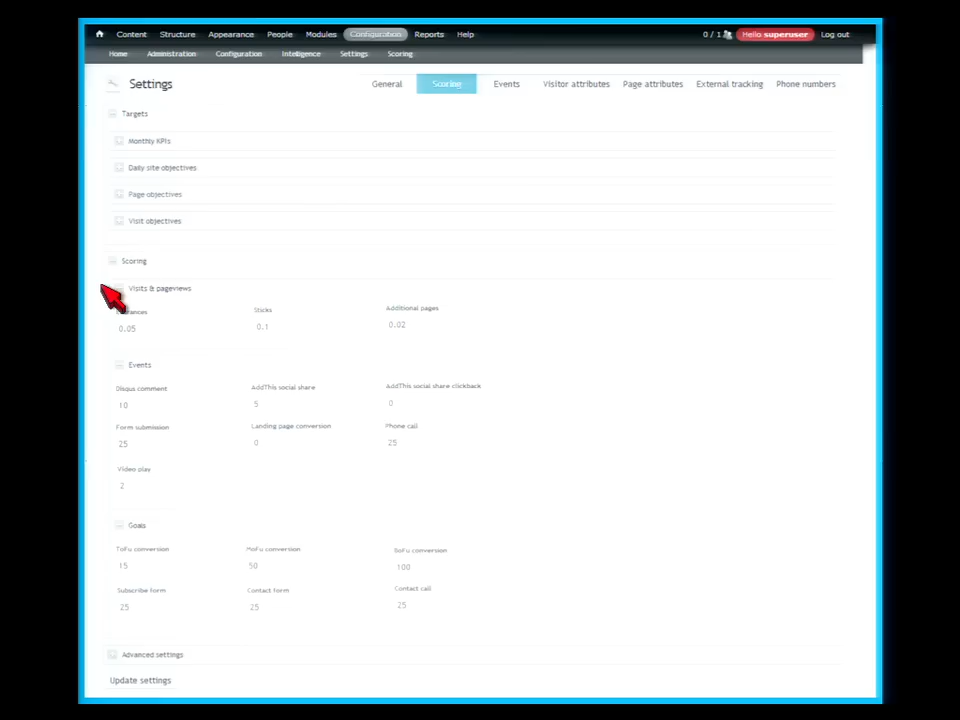 Content Structure Appearance People Modules Configuration Reports Help 0 / 1 Hello superuser Log out
Home Administration Configuration Intelligence Settings Scoring
Settings General Scoring Events Visitor attributes Page attributes External tracking Phone numbers
Targets
Monthly KPIs
Daily site objectives
Page objectives
Visit objectives
Scoring
Visits & pageviews
Sticks Additional pages
0.05 0.1 0.02
Events
Disqus comment AddThis social share AddThis social share clickback
10 5 0
Form submission Landing page conversion Phone call
25 0 25
Video play
2
Goals
ToFu conversion MoFu conversion BoFu conversion
15 50 100
Subscribe form Contact form Contact call
25 25 25
Advanced settings
Update settings